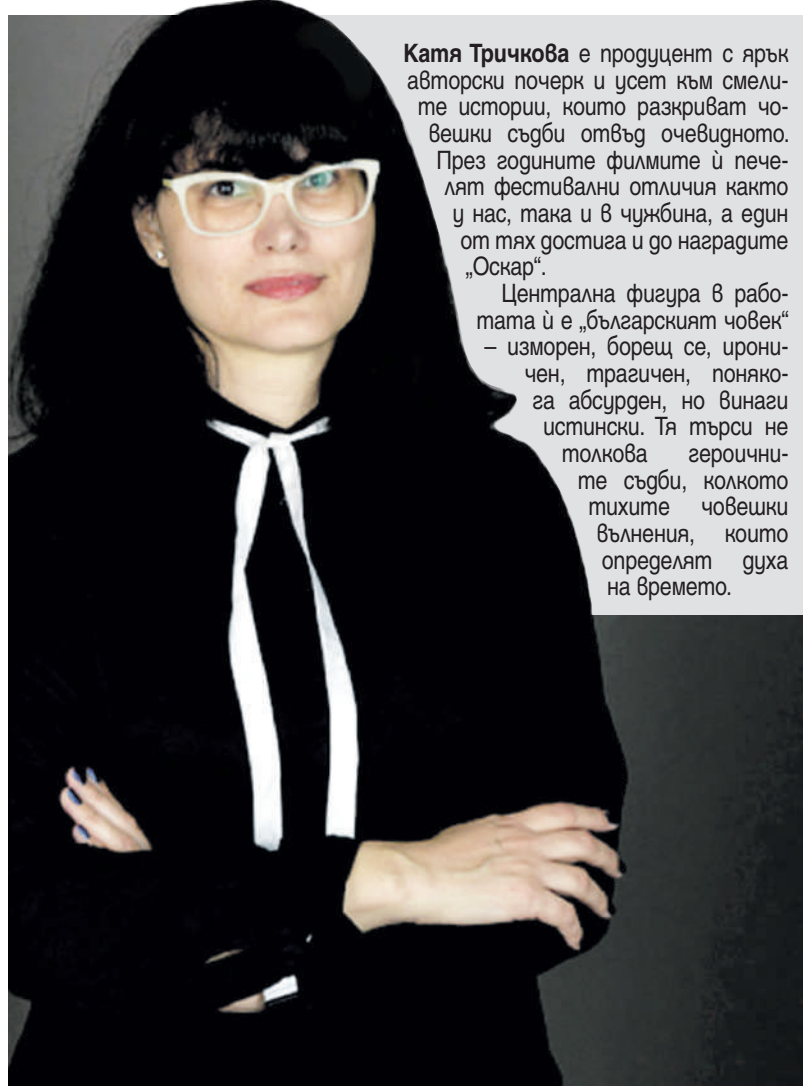 Катя Тричкова е продуцент с ярък
авторски почерк и усет към смели-
те истории, които разкриват чо-
вешки съдби отвъд очевидното.
През годините филмите ѝ пече-
лят фестивални отличия както
у нас, така и в чужбина, а един
от тях достига и до наградите
„Оскар“.
Централна фигура в рабо-
тата ѝ е „българският човек“
– изморен, борещ се, ирони-
чен, трагичен, поняко-
га абсурден, но винаги
истински. Тя търси не
толкова героични-
те съдби, колкото
тихите човешки
вълнения, които
определят духа
на времето.